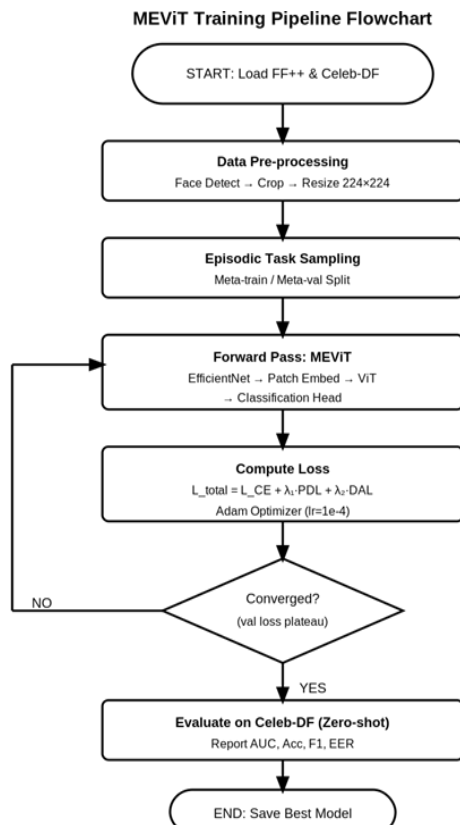 MEViT Training Pipeline Flowchart
START: Load FF++ & Celeb-DF
Data Pre-processing
Face Detect → Crop → Resize 224×224
Episodic Task Sampling
Meta-train / Meta-val Split
Forward Pass: MEViT
EfficientNet → Patch Embed → ViT
→ Classification Head
Compute Loss
L_total = L_CE + λ₁·PDL + λ₂·DAL
Adam Optimizer (lr=1e-4)
Converged?
(val loss plateau)
NO
YES
Evaluate on Celeb-DF (Zero-shot)
Report AUC, Acc, F1, EER
END: Save Best Model